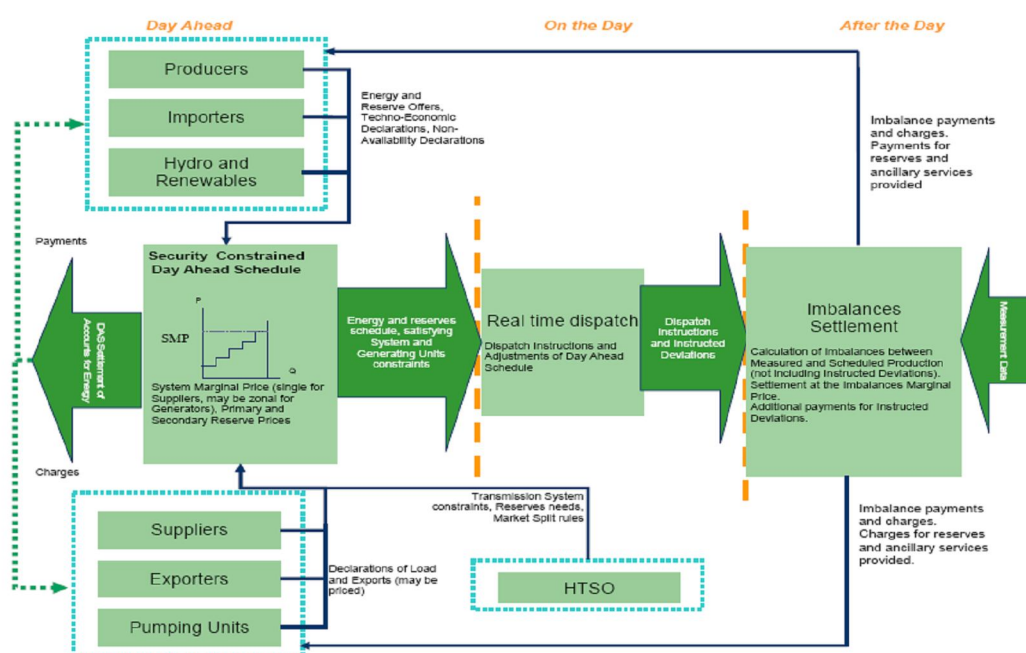 Day Ahead
On the Day
After the Day
Producers
Importers
Hydro and
Renewables
Energy and
Reserve Offers,
Techno-Economic
Declarations, Non-
Availability Declarations
Imbalance payments
and charges.
Payments for
reserves and
ancillary services
provided
Payments
DAS Settlement of
Accounts for Energy
Charges
Security Constrained
Day Ahead Schedule
P
SMP
Q
System Marginal Price (single for
Suppliers, may be zonal for
Generators), Primary and
Secondary Reserve Prices
Energy and reserves
schedule, satisfying
System and
Generating Units
constraints
Real time dispatch
Dispatch Instructions and
Adjustments of Day Ahead
Schedule
Dispatch
Instructions
and Instructed
Deviations
Imbalances
Settlement
Calculation of Imbalances between
Measured and Scheduled Production
(not Including Instructed Deviations).
Settlement at the Imbalances Marginal
Price.
Additional payments for Instructed
Deviations.
Measurement Data
Suppliers
Exporters
Pumping Units
Declarations of Load
and Exports (may be
priced)
Transmission System
constraints, Reserves needs,
Market Split rules
HTSO
Imbalance payments
and charges.
Charges for reserves
and ancillary services
provided.